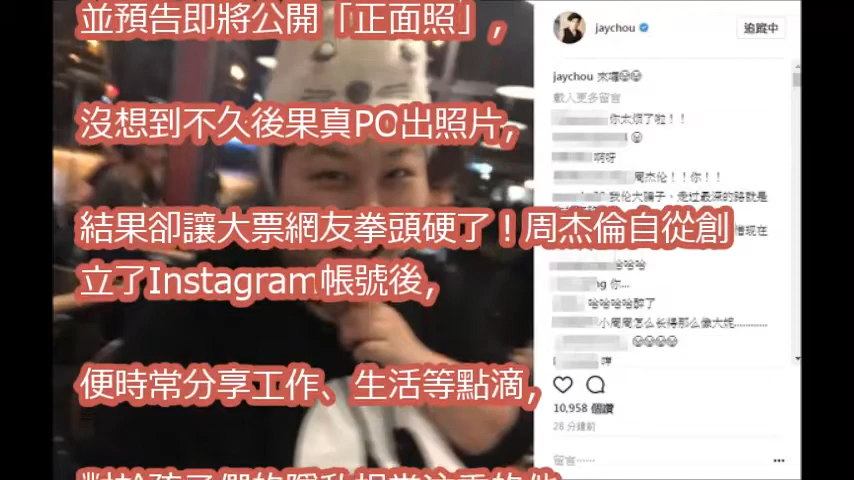 並預告即將公開「正面照」,
沒想到不久後果真PO出照片,
結果卻讓大票網友拳頭硬了！周杰倫自從創
立了Instagram帳號後,
便時常分享工作、生活等點滴,
jaychou
追蹤中
jaychou 來囉
載入更多留言
你太烦了啦！！
啊呀
周杰伦！！你！！
我伦大骗子，走过最深的路就是
惜现在
哈哈哈
ng 你....
哈哈哈哈醉了
小周周怎么长得那么像大妮............
10,958 個讚
28 分鐘前
留言......